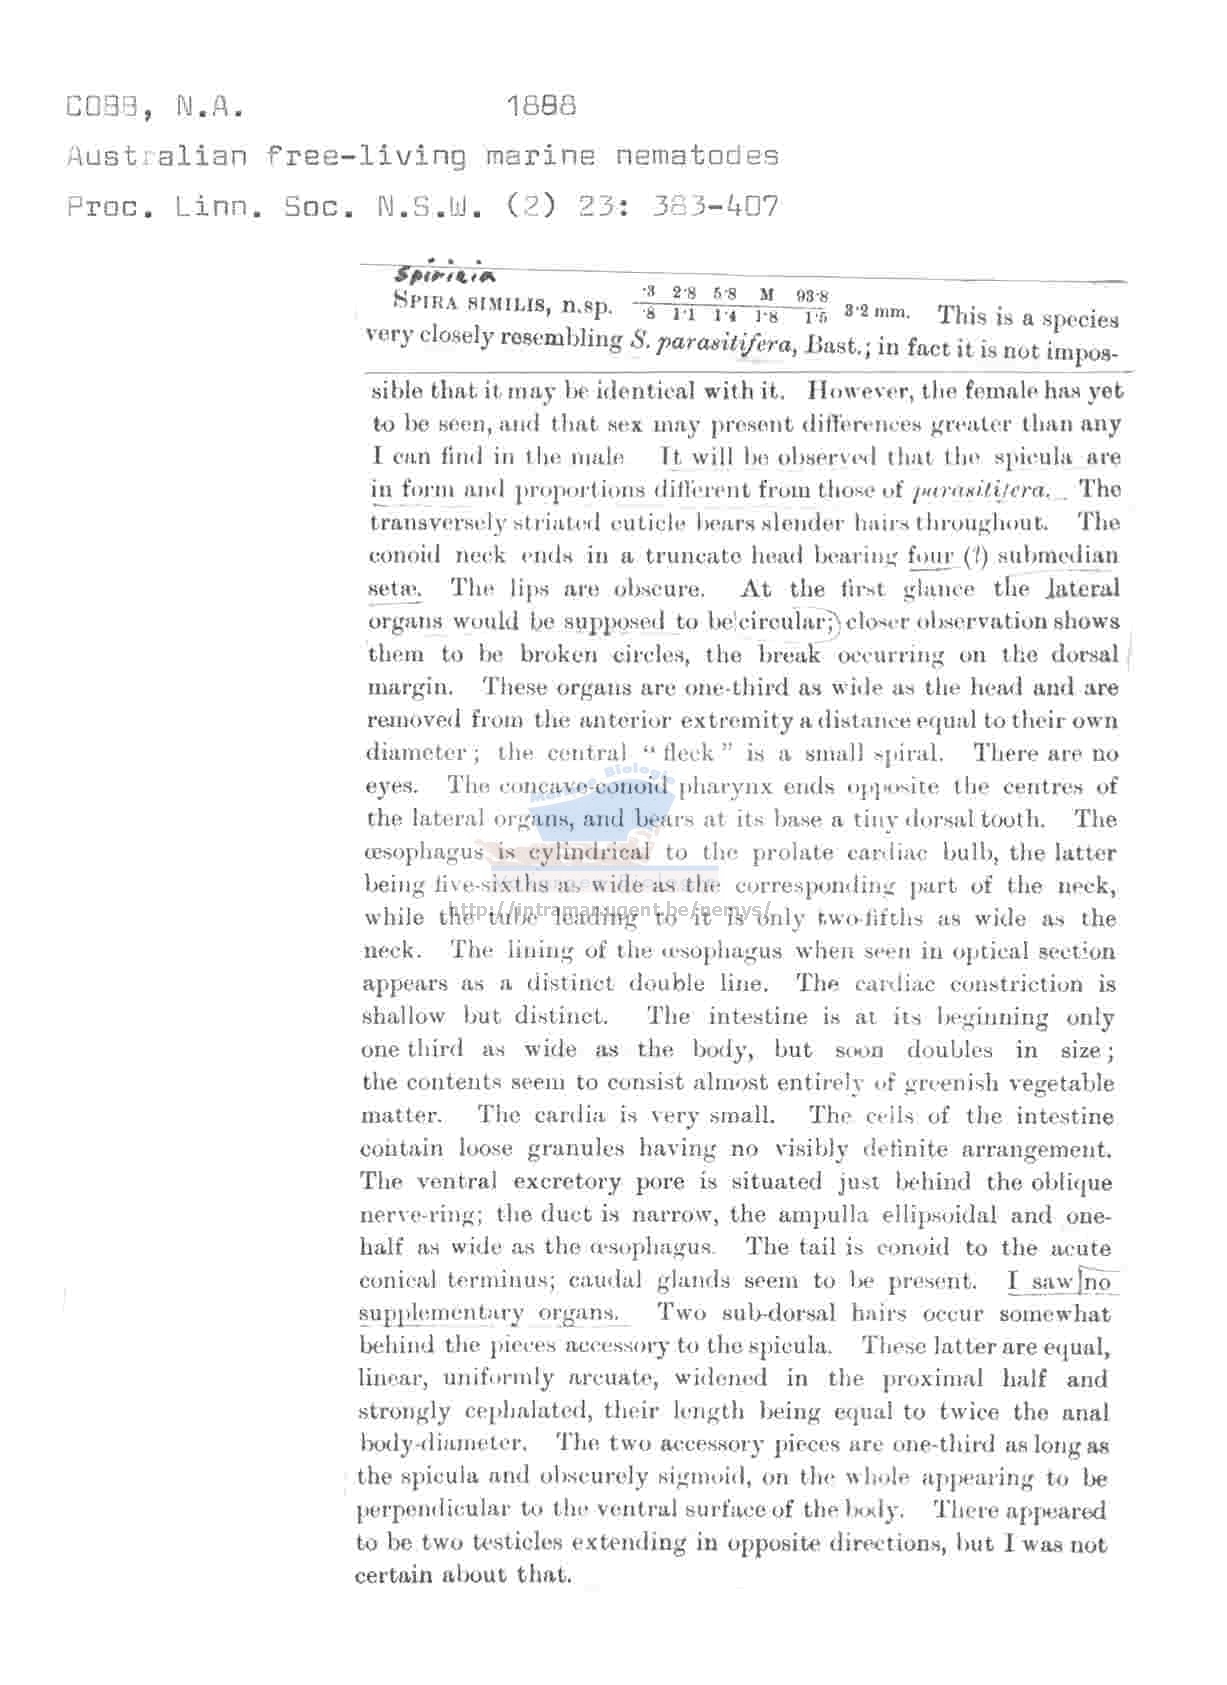 COBB, N.A. 1888
Australian free-living marine nematodes
Proc. Linn. Soc. N.S.W. (2) 23: 383-407
Spirinia
SPIRA SIMILIS, n.sp. ·3 2·8 5·8 M 93·8 / ·8 1·1 1·4 1·8 1·5 3·2 mm. This is a species
very closely resembling S. parasitifera, Bast.; in fact it is not impos-
sible that it may be identical with it. However, the female has yet
to be seen, and that sex may present differences greater than any
I can find in the male It will be observed that the spicula are
in form and proportions different from those of parasitifera. The
transversely striated cuticle bears slender hairs throughout. The
conoid neck ends in a truncate head bearing four (?) submedian
setæ. The lips are obscure. At the first glance the lateral
organs would be supposed to be circular; closer observation shows
them to be broken circles, the break occurring on the dorsal
margin. These organs are one-third as wide as the head and are
removed from the anterior extremity a distance equal to their own
diameter; the central "fleck" is a small spiral. There are no
eyes. The concave-conoid pharynx ends opposite the centres of
the lateral organs, and bears at its base a tiny dorsal tooth. The
œsophagus is cylindrical to the prolate cardiac bulb, the latter
being five-sixths as wide as the corresponding part of the neck,
while the tube leading to it is only two-fifths as wide as the
http://intramar.ugent.be/nemys/
neck. The lining of the œsophagus when seen in optical section
appears as a distinct double line. The cardiac constriction is
shallow but distinct. The intestine is at its beginning only
one third as wide as the body, but soon doubles in size;
the contents seem to consist almost entirely of greenish vegetable
matter. The cardia is very small. The cells of the intestine
contain loose granules having no visibly definite arrangement.
The ventral excretory pore is situated just behind the oblique
nerve-ring; the duct is narrow, the ampulla ellipsoidal and one-
half as wide as the œsophagus. The tail is conoid to the acute
conical terminus; caudal glands seem to be present. I saw no
supplementary organs. Two sub-dorsal hairs occur somewhat
behind the pieces accessory to the spicula. These latter are equal,
linear, uniformly arcuate, widened in the proximal half and
strongly cephalated, their length being equal to twice the anal
body-diameter. The two accessory pieces are one-third as long as
the spicula and obscurely sigmoid, on the whole appearing to be
perpendicular to the ventral surface of the body. There appeared
to be two testicles extending in opposite directions, but I was not
certain about that.